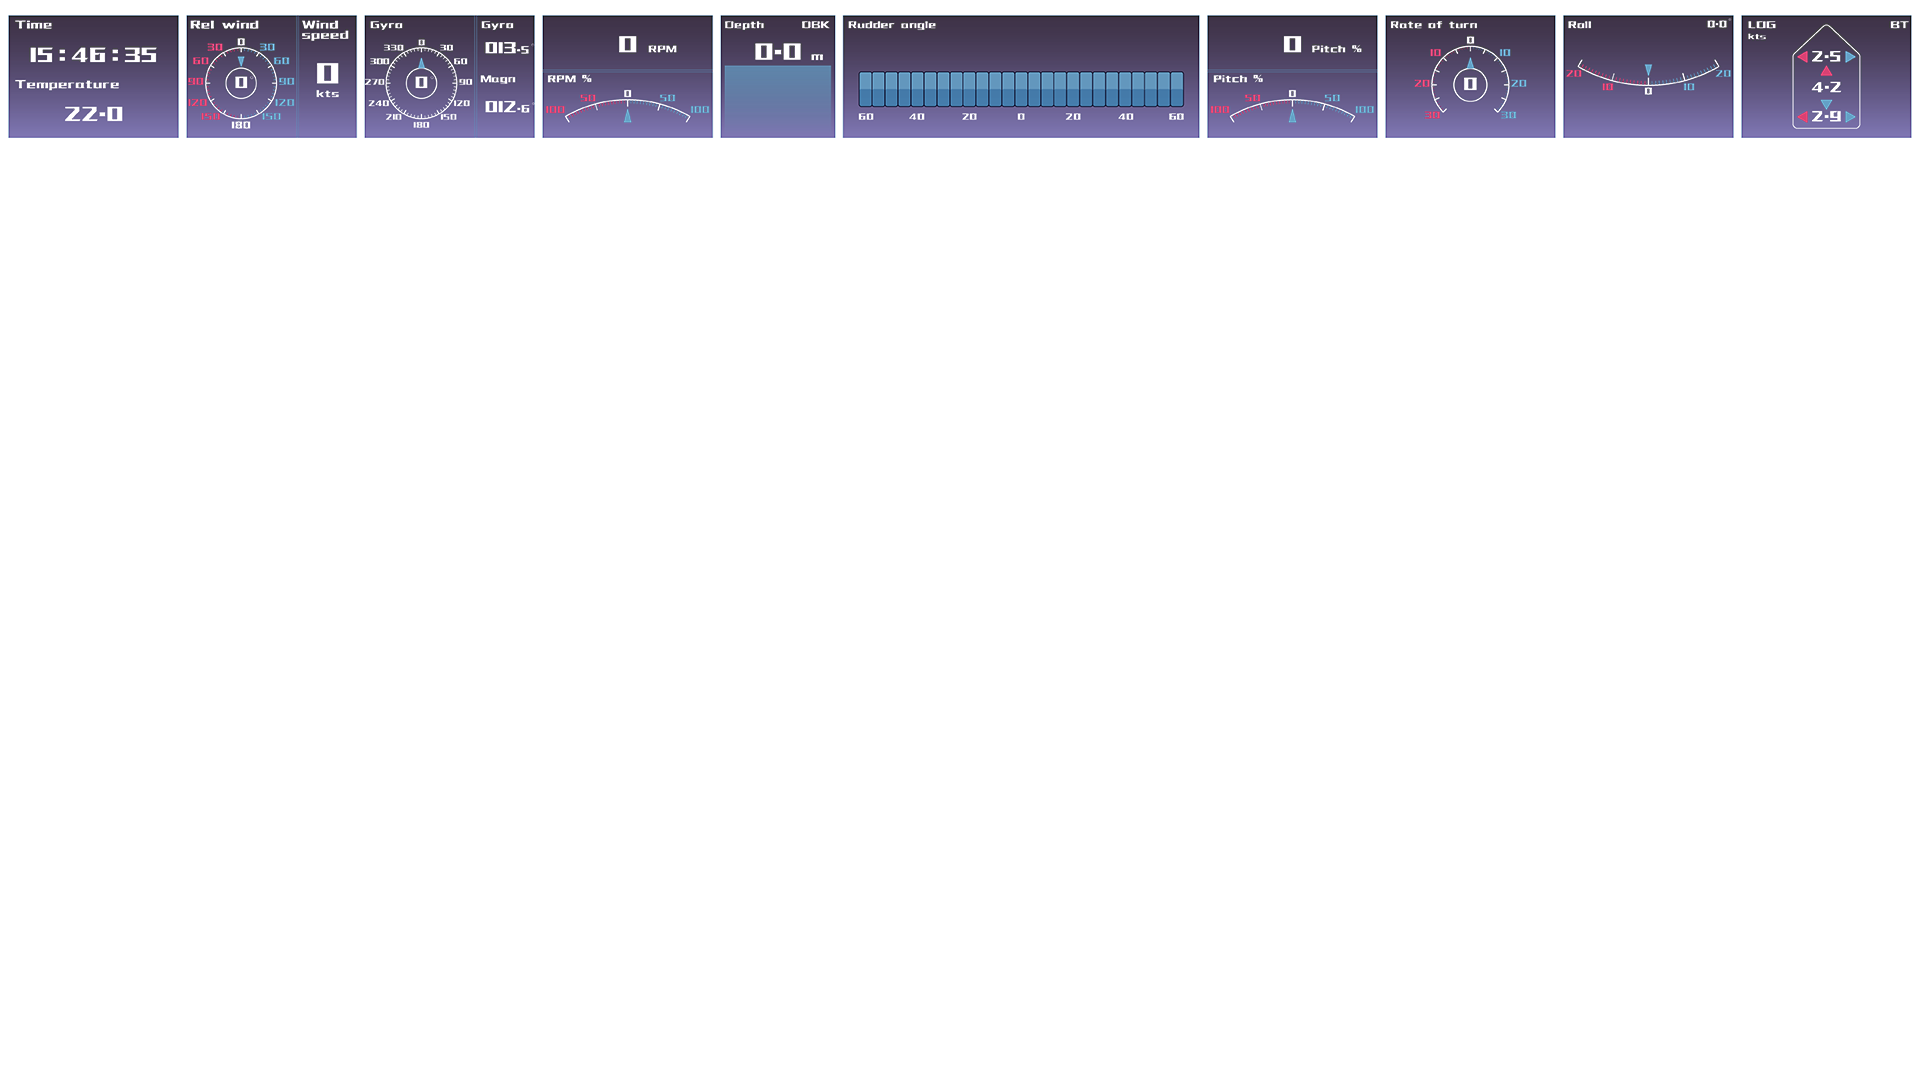 Time
15:46:35
Temperature
22.0
Rel wind
0
30 30
60 60
90 0 90
120 120
150 150
180
Wind
speed
0
kts
Gyro
0
330 30
300 60
270 0 90
240 120
210 150
180
Gyro
013.5°
Magn
012.6°
0 RPM
RPM %
100 50 0 50 100
Depth DBK
0.0 m
Rudder angle
60 40 20 0 20 40 60
0 Pitch %
Pitch %
100 50 0 50 100
Rate of turn
0
10 10
20 0 20
30 30
Roll 0.0°
20 10 0 10 20
LOG BT
kts
2.5
4.2
2.9